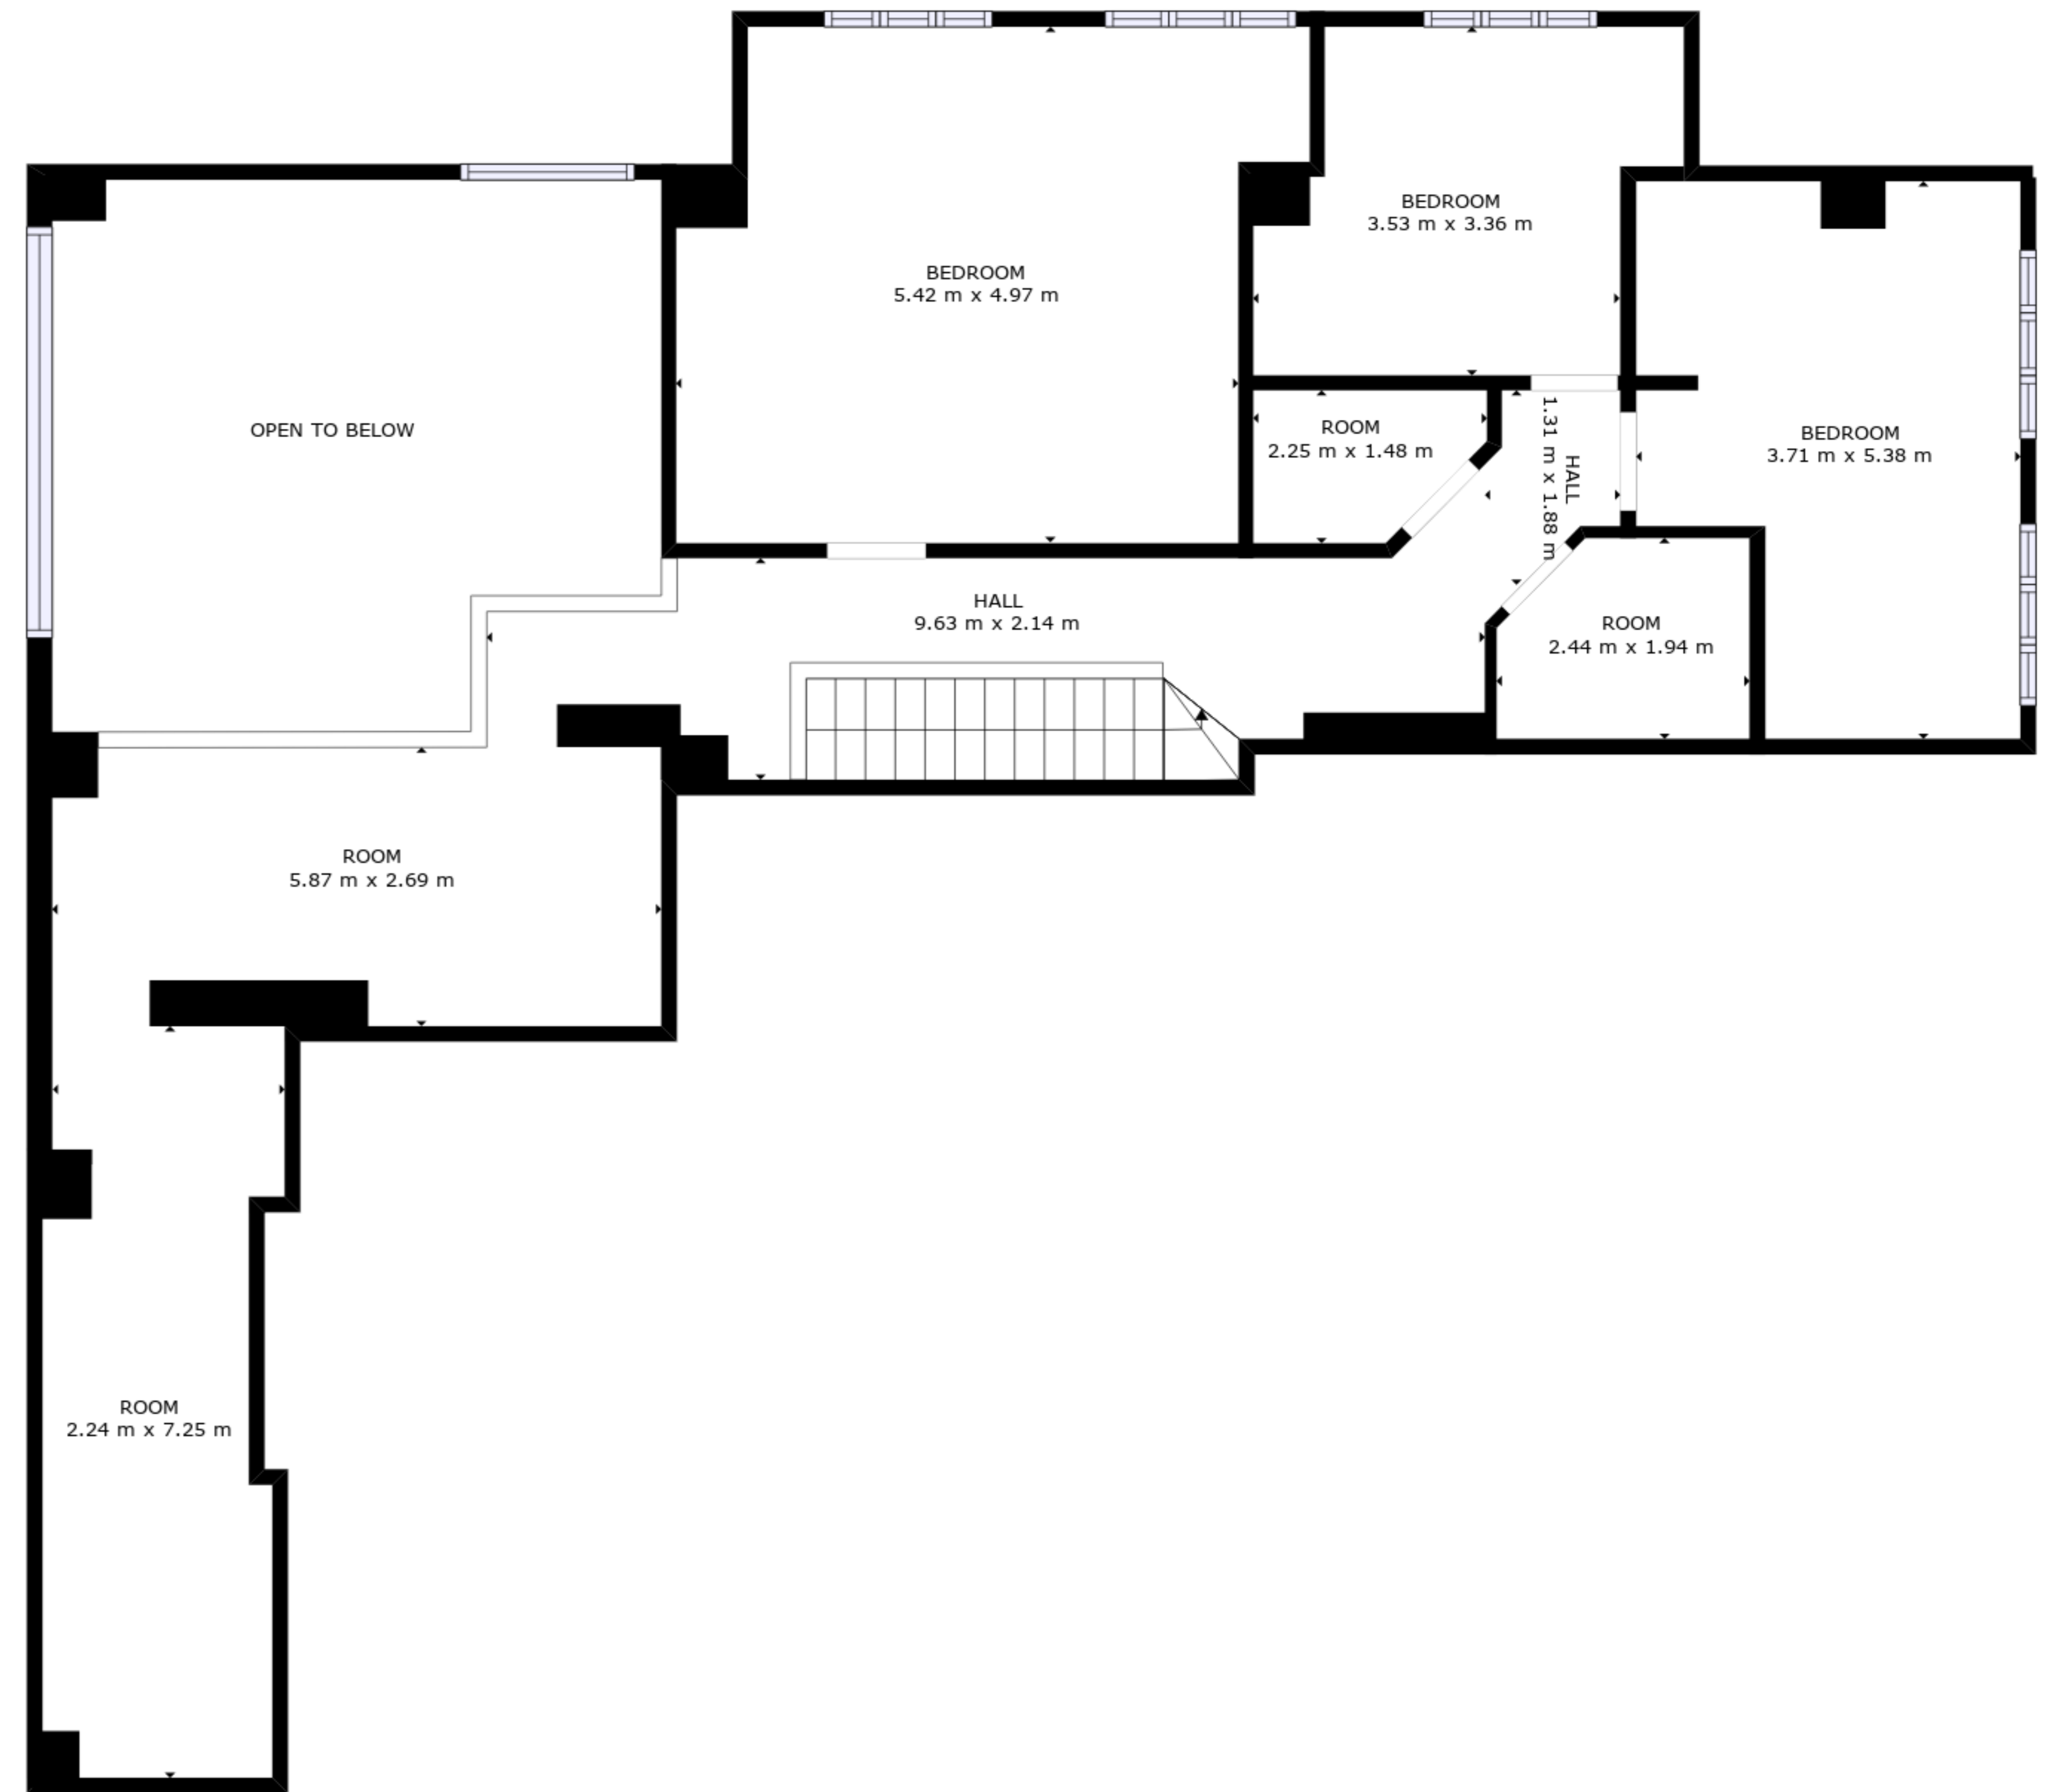 BEDROOM
3.53 m x 3.36 m
BEDROOM
5.42 m x 4.97 m
OPEN TO BELOW
ROOM
2.25 m x 1.48 m
HALL
1.31 m x 1.88 m
BEDROOM
3.71 m x 5.38 m
HALL
9.63 m x 2.14 m
ROOM
2.44 m x 1.94 m
ROOM
5.87 m x 2.69 m
ROOM
2.24 m x 7.25 m